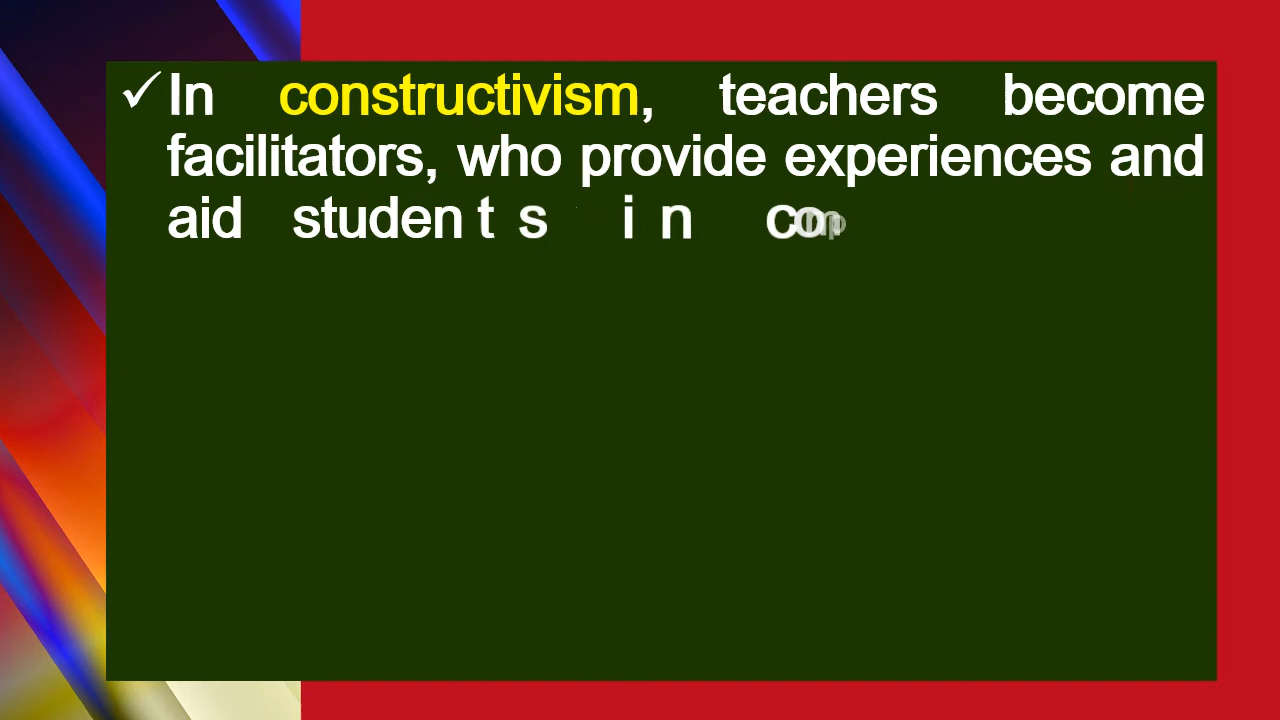 ✓In constructivism, teachers become
facilitators, who provide experiences and
aid students in